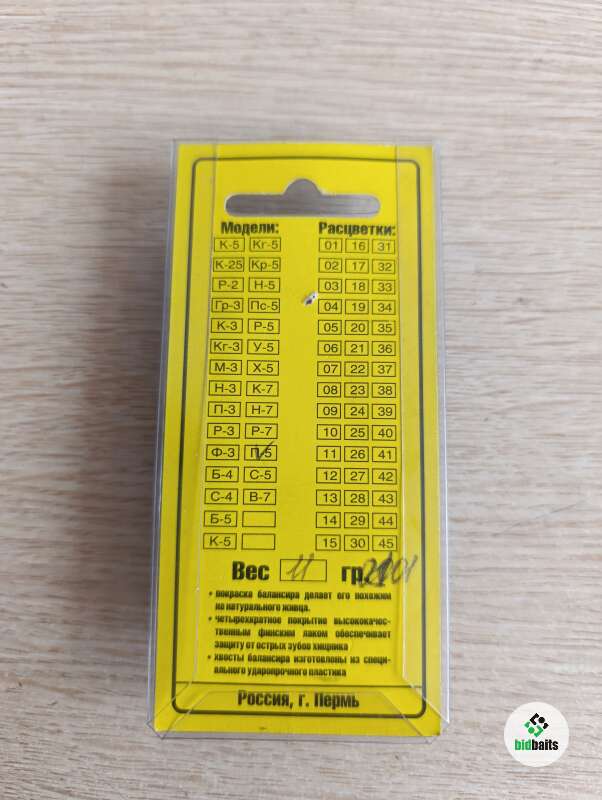 Модели: Расцветки:
К-5 Кг-5 01 16 31
К-25 Кр-5 02 17 32
Р-2 Н-5 03 18 33
Гр-3 Пс-5 04 19 34
К-3 Р-5 05 20 35
Кг-3 У-5 06 21 36
М-3 Х-5 07 22 37
Н-3 К-7 08 23 38
П-3 Н-7 09 24 39
Р-3 Р-7 10 25 40
Ф-3 П-5 11 26 41
Б-4 С-5 12 27 42
С-4 В-7 13 28 43
Б-5 14 29 44
К-5 15 30 45
Вес 11 гр.
• покраска балансира делает его похожим
на натурального живца.
• четырехкратное покрытие высококачес-
твенным финским лаком обеспечивает
защиту от острых зубов хищника
• хвосты балансира изготовлены из специ-
ального ударопрочного пластика
Россия, г. Пермь
bidbaits